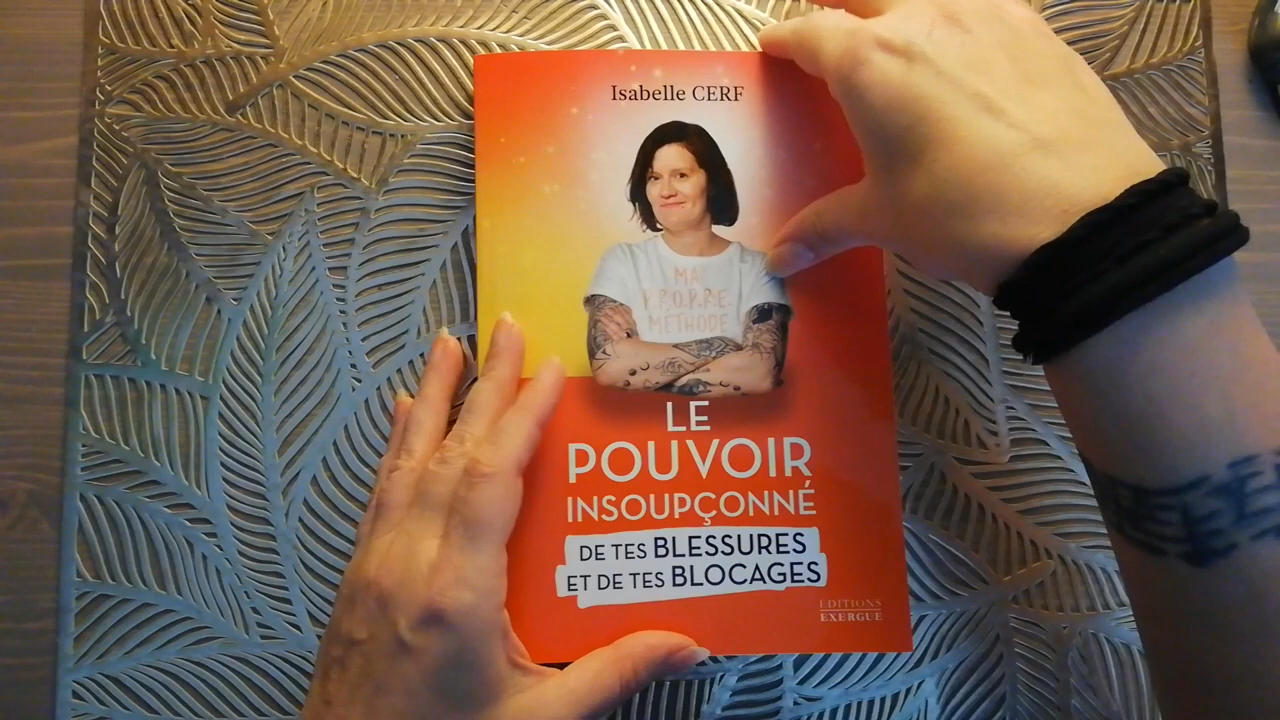 Isabelle CERF
MA
P.R.O.P.R.E.
MÉTHODE
LE
POUVOIR
INSOUPÇONNÉ
DE TES BLESSURES
ET DE TES BLOCAGES
ÉDITIONS
EXERGUE